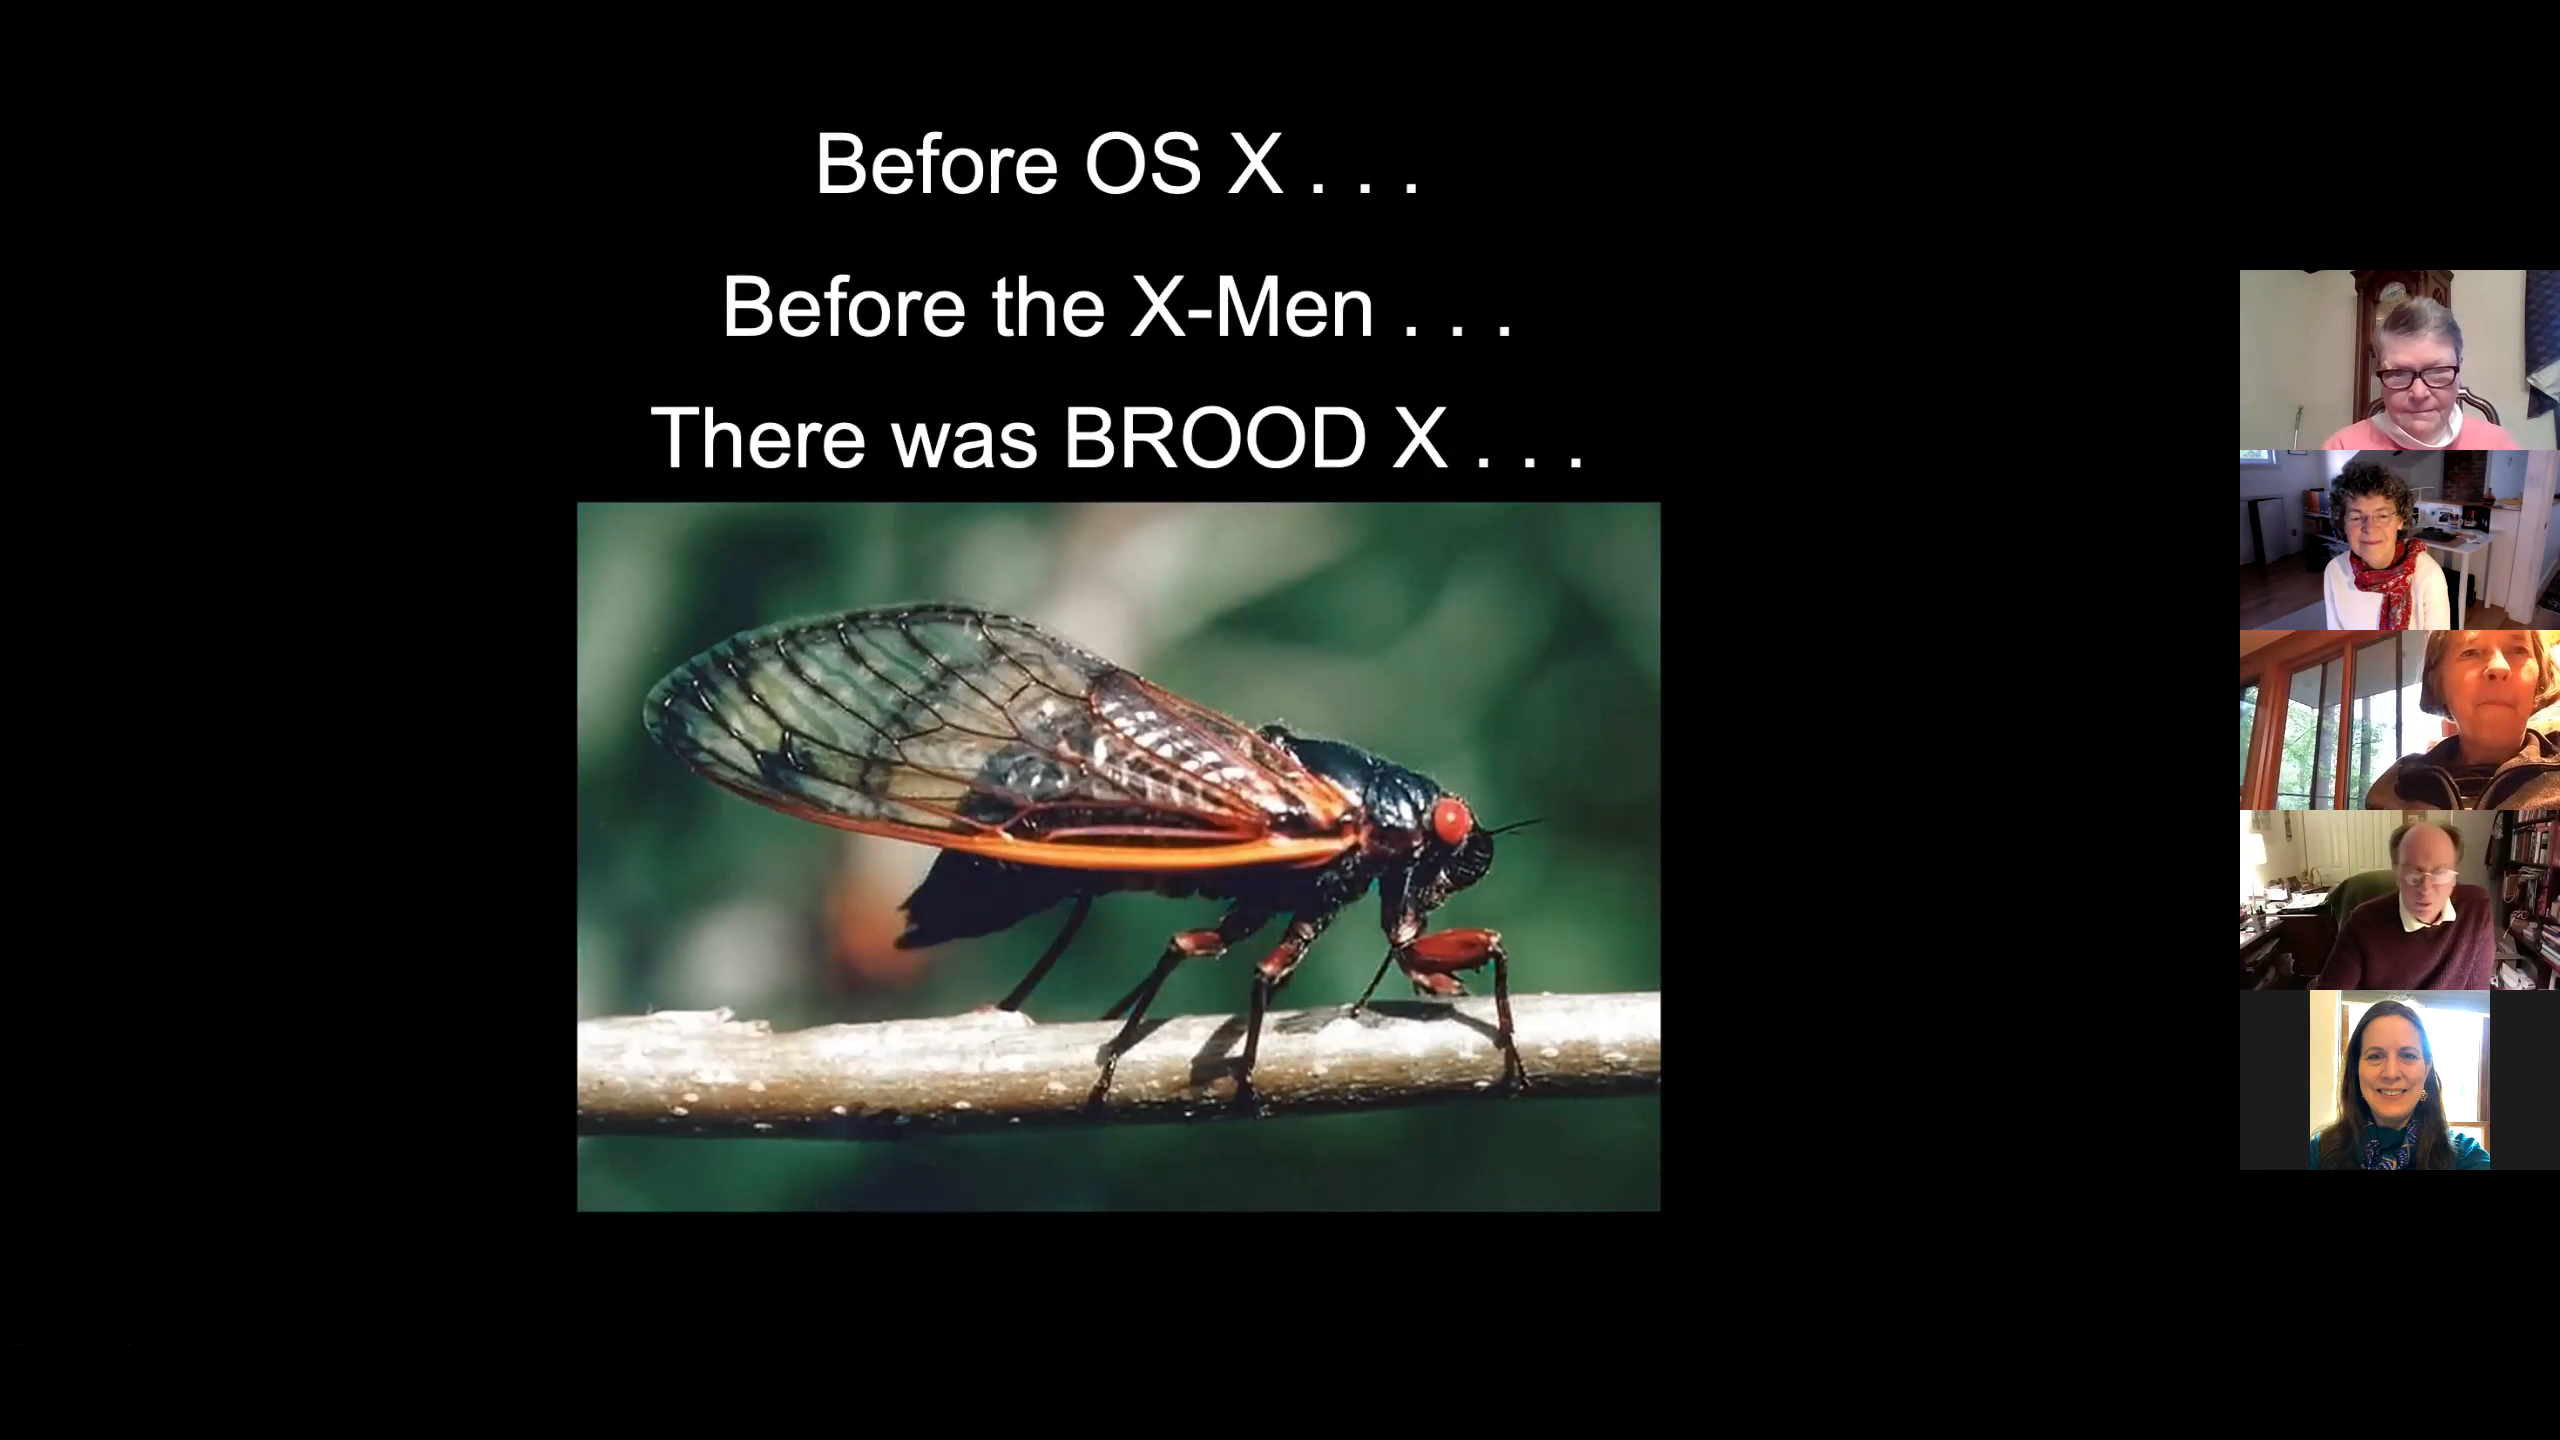 Before OS X . . .
Before the X-Men . . .
There was BROOD X . . .